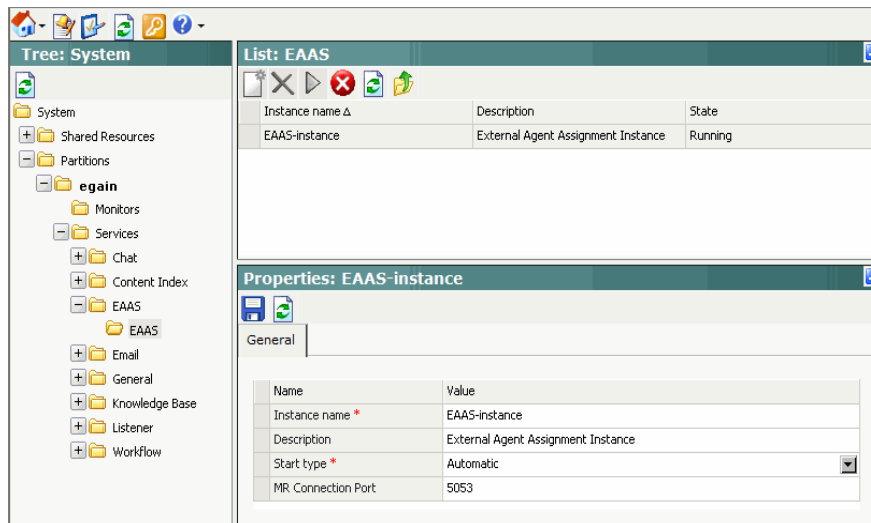 Tree: System
System
Shared Resources
Partitions
egain
Monitors
Services
Chat
Content Index
EAAS
EAAS
Email
General
Knowledge Base
Listener
Workflow
List: EAAS
Instance name Description State
EAAS-instance External Agent Assignment Instance Running
Properties: EAAS-instance
General
Name Value
Instance name * EAAS-instance
Description External Agent Assignment Instance
Start type * Automatic
MR Connection Port 5053